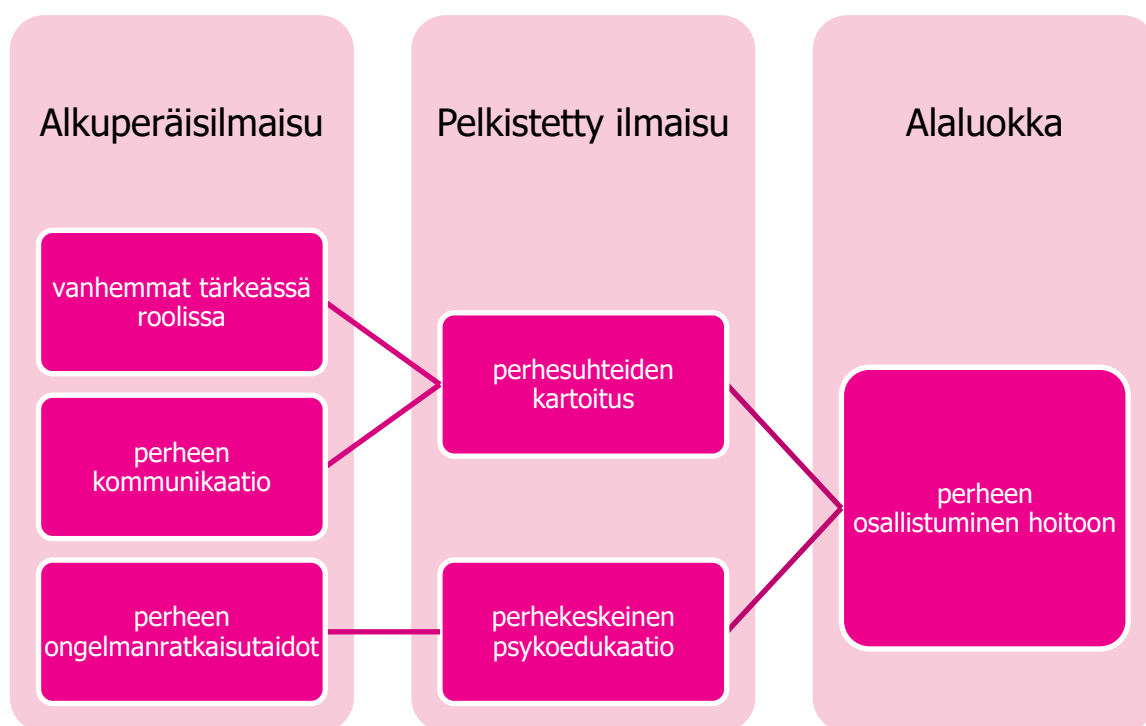 Alkuperäisilmaisu
Pelkistetty ilmaisu
Alaluokka
vanhemmat tärkeässä
roolissa
perheen
kommunikaatio
perheen
ongelmanratkaisutaidot
perhesuhteiden
kartoitus
perhekeskeinen
psykoedukaatio
perheen
osallistuminen hoitoon